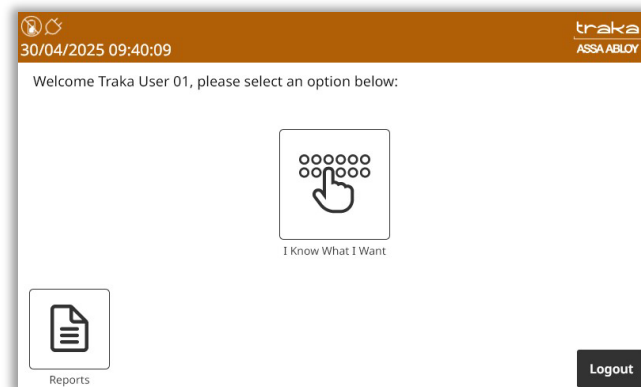 traka
30/04/2025 09:40:09
ASSA ABLOY
Welcome Traka User 01, please select an option below:
I Know What I Want
Reports
Logout